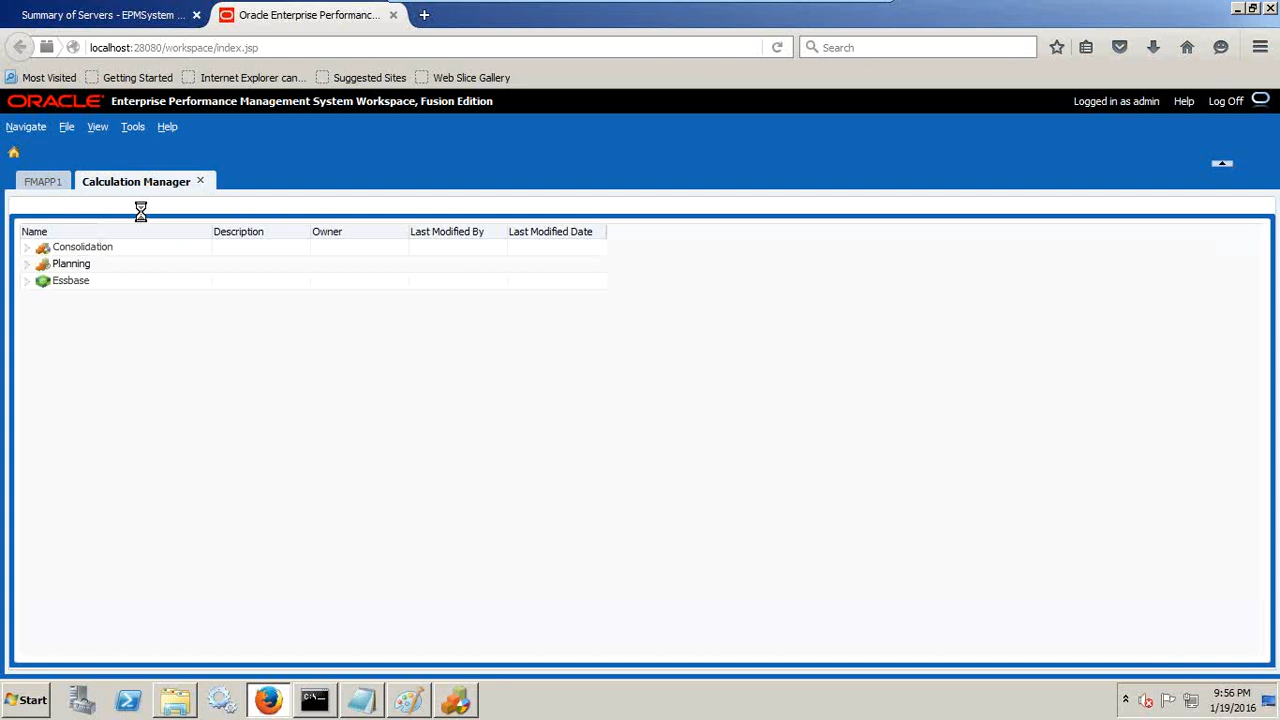 Summary of Servers - EPMSystem ...
Oracle Enterprise Performanc...
localhost:28080/workspace/index.jsp
Search
Most Visited
Getting Started
Internet Explorer can...
Suggested Sites
Web Slice Gallery
ORACLE Enterprise Performance Management System Workspace, Fusion Edition
Logged in as admin
Help
Log Off
Navigate File View Tools Help
FMAPP1
Calculation Manager
Name Description Owner Last Modified By Last Modified Date
Consolidation
Planning
Essbase
Start
9:56 PM
1/19/2016